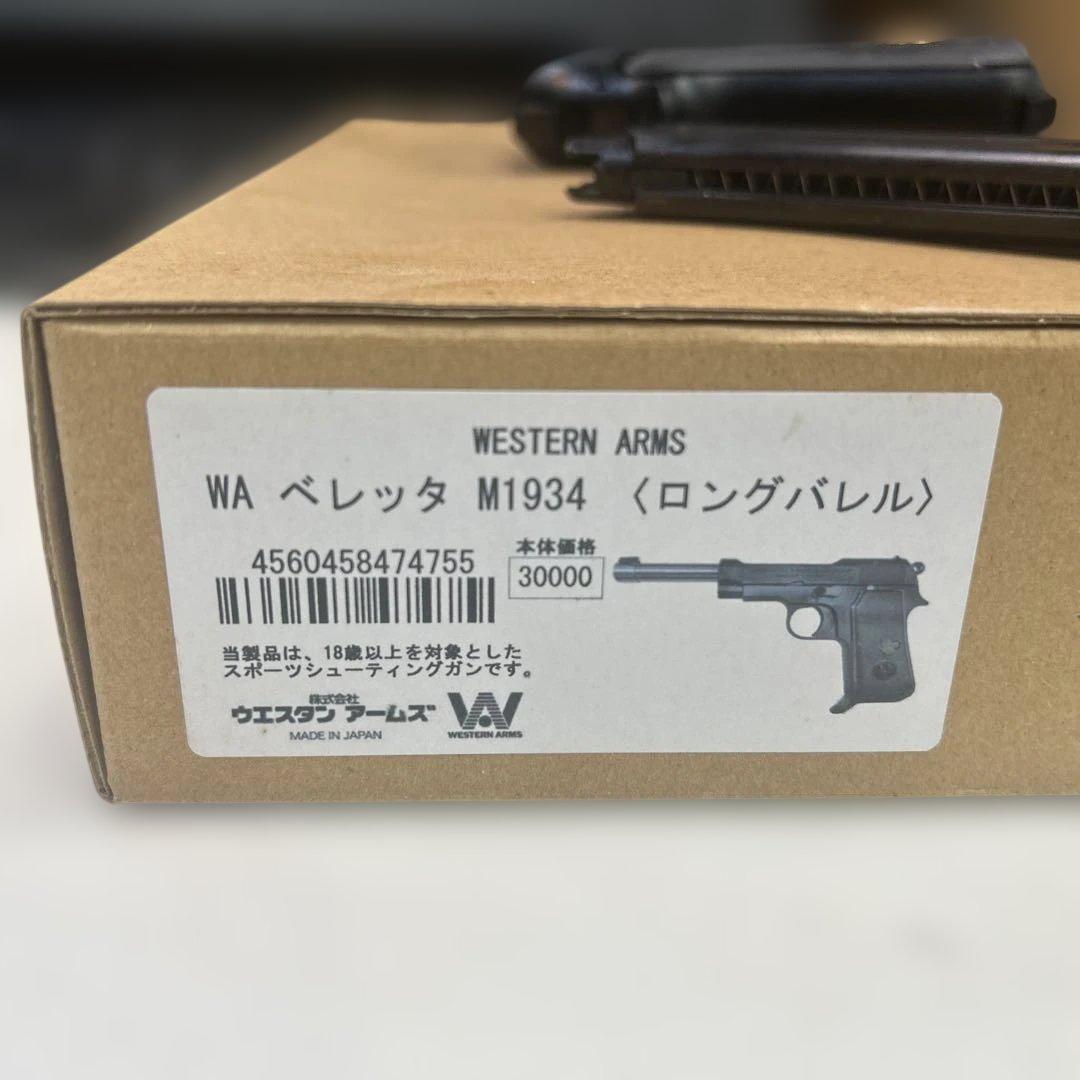 WESTERN ARMS
WA ベレッタ M1934 〈ロングバレル〉
4560458474755
本体価格
30000
当製品は、18歳以上を対象とした
スポーツシューティングガンです。
株式会社
ウエスタン アームズ
MADE IN JAPAN
WA
WESTERN ARMS